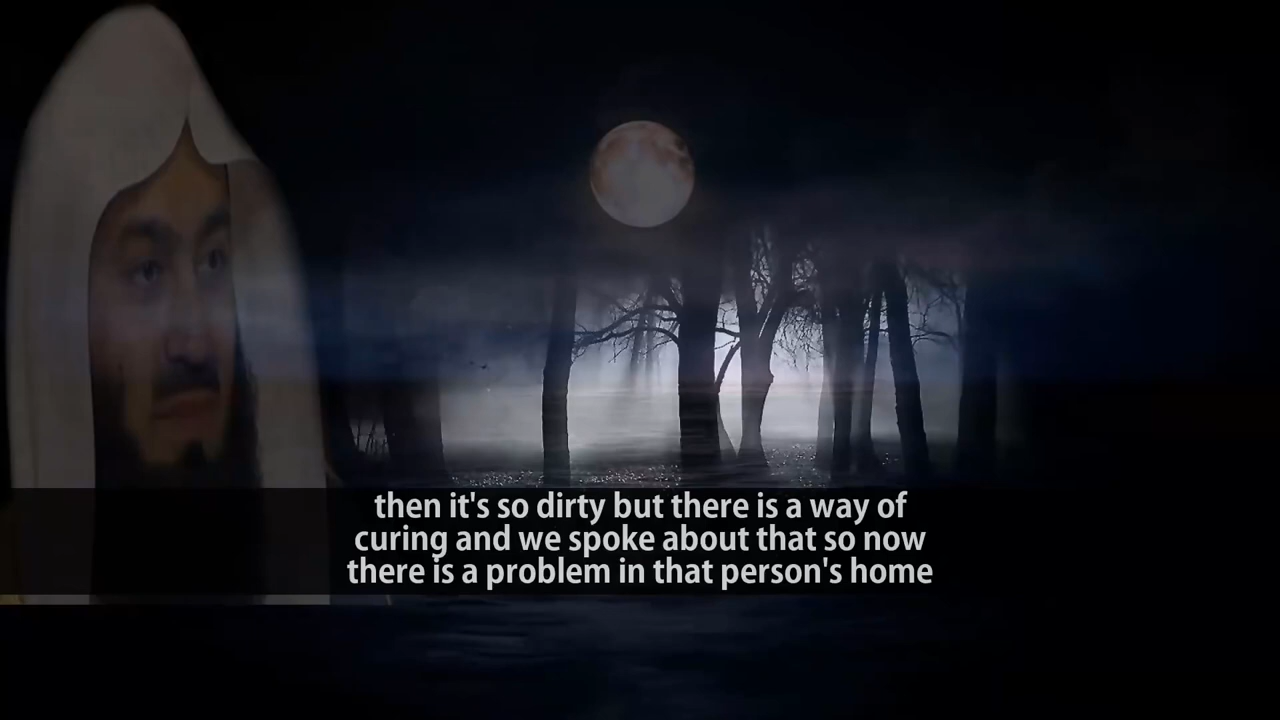 then it's so dirty but there is a way of
curing and we spoke about that so now
there is a problem in that person's home